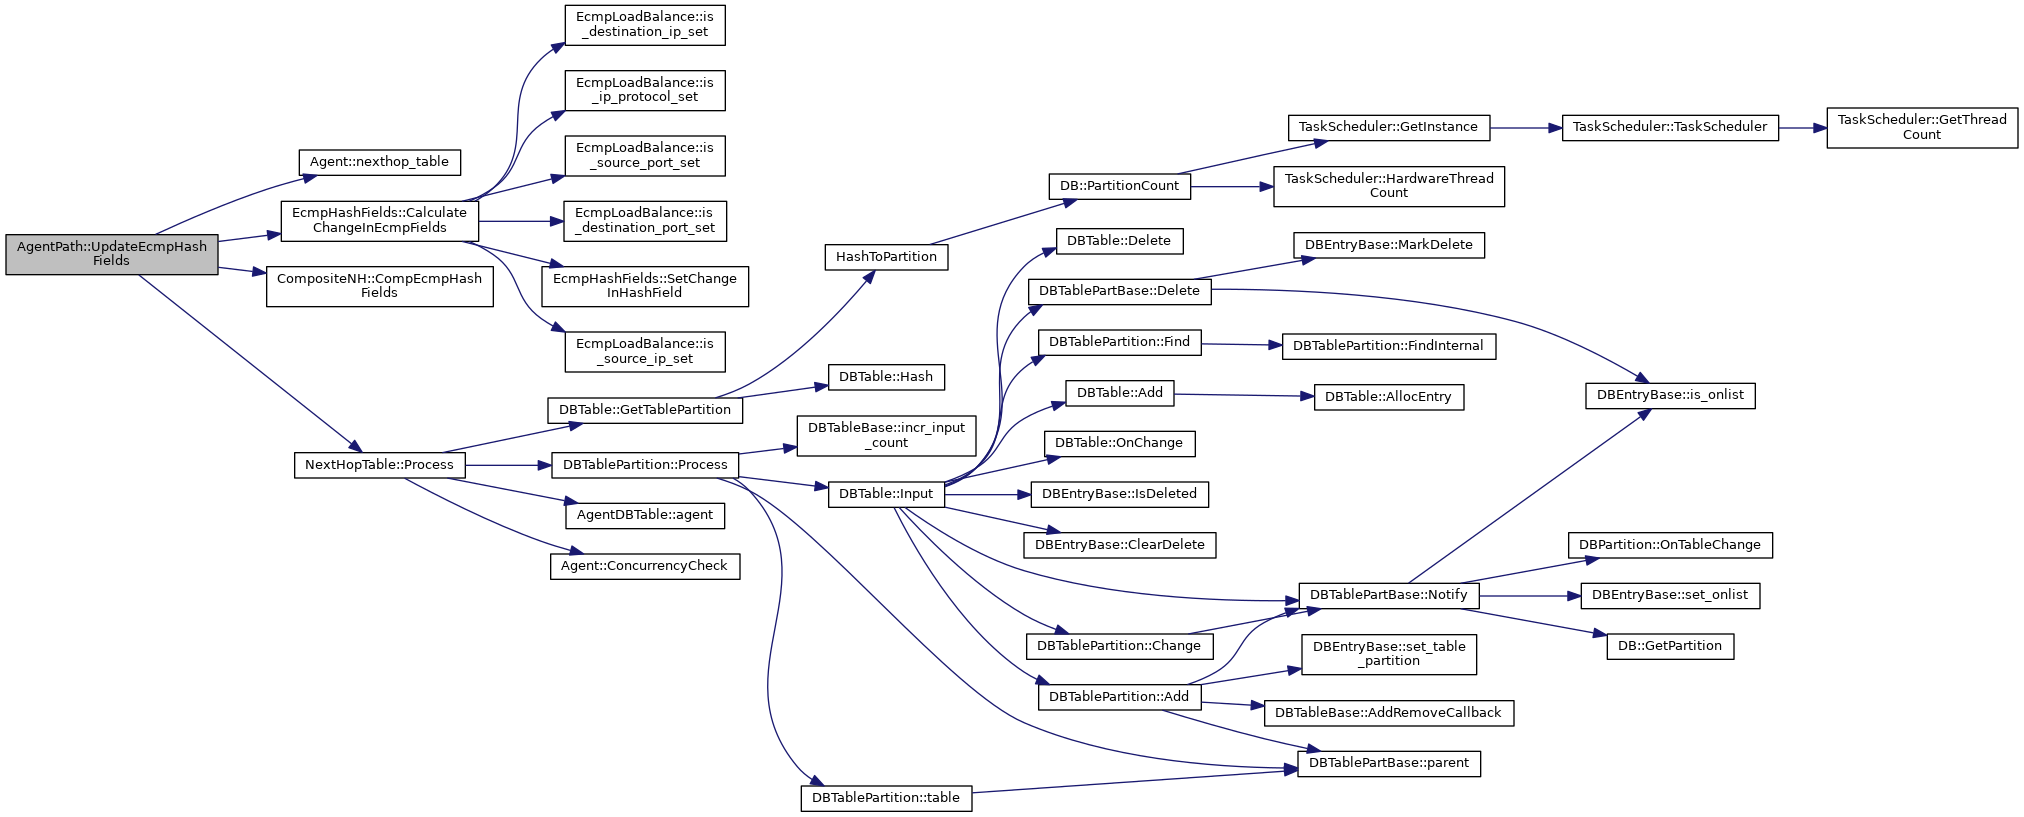 AgentPath::UpdateEcmpHash
Fields
Agent::nexthop_table
EcmpHashFields::Calculate
ChangeInEcmpFields
CompositeNH::CompEcmpHash
Fields
NextHopTable::Process
EcmpLoadBalance::is
_destination_ip_set
EcmpLoadBalance::is
_ip_protocol_set
EcmpLoadBalance::is
_source_port_set
EcmpLoadBalance::is
_destination_port_set
EcmpHashFields::SetChange
InHashField
EcmpLoadBalance::is
_source_ip_set
DBTable::GetTablePartition
DBTablePartition::Process
AgentDBTable::agent
Agent::ConcurrencyCheck
HashToPartition
DBTable::Hash
DBTableBase::incr_input
_count
DBTable::Input
DBTablePartition::table
DB::PartitionCount
DBTable::Delete
DBTablePartBase::Delete
DBTablePartition::Find
DBTable::Add
DBTable::OnChange
DBEntryBase::IsDeleted
DBEntryBase::ClearDelete
DBTablePartition::Change
DBTablePartition::Add
TaskScheduler::GetInstance
TaskScheduler::HardwareThread
Count
DBEntryBase::MarkDelete
DBTablePartition::FindInternal
DBTable::AllocEntry
DBTablePartBase::Notify
DBEntryBase::set_table
_partition
DBTableBase::AddRemoveCallback
DBTablePartBase::parent
TaskScheduler::TaskScheduler
DBEntryBase::is_onlist
DBPartition::OnTableChange
DBEntryBase::set_onlist
DB::GetPartition
TaskScheduler::GetThread
Count